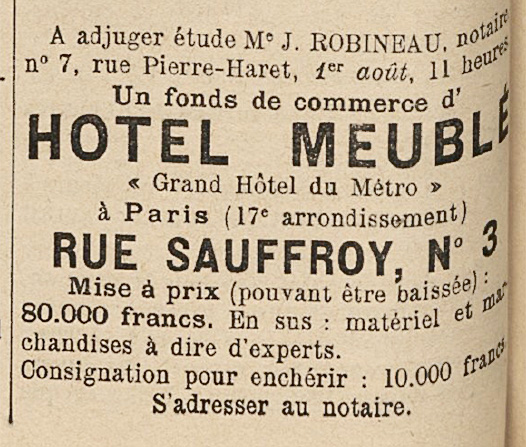 A adjuger étude Mᵉ J. ROBINEAU, notaire
n° 7, rue Pierre-Haret, 1er août, 11 heures
Un fonds de commerce d'
HOTEL MEUBLÉ
« Grand Hôtel du Métro »
à Paris (17ᵉ arrondissement)
RUE SAUFFROY, N° 3
Mise à prix (pouvant être baissée) :
80.000 francs. En sus : matériel et mar-
chandises à dire d'experts.
Consignation pour enchérir : 10.000 francs
S'adresser au notaire.